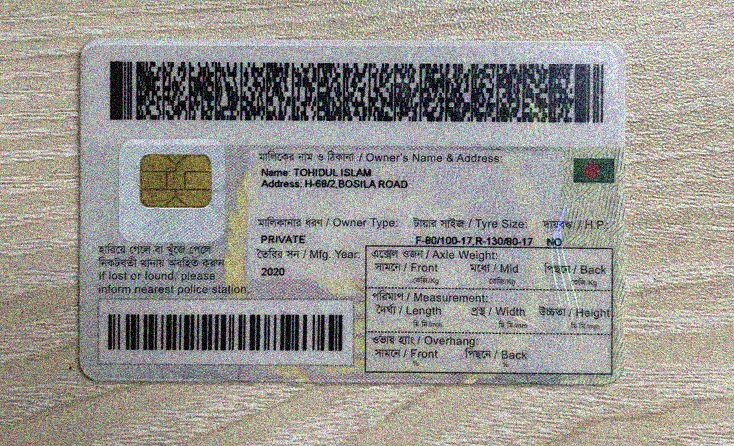 মালিকের নাম ও ঠিকানা / Owner's Name & Address:
Name: TOHIDUL ISLAM
Address: H-68/2,BOSILA ROAD
মালিকানার ধরণ / Owner Type: টায়ার সাইজ / Tyre Size: দায়বদ্ধ / H.P:
PRIVATE F-80/100-17,R-130/80-17 NO
হারিয়ে গেলে বা খুঁজে পেলে
নিকটবর্তী থানায় অবহিত করুন
if lost or found, please
inform nearest police station.
তৈরির সন / Mfg. Year:
2020
এক্সেল ওজন / Axle Weight:
সামনে / Front মধ্যে / Mid পিছনে / Back
কেজি/Kg কেজি/Kg কেজি/Kg
পরিমাপ / Measurement:
দৈর্ঘ্য / Length প্রস্থ / Width উচ্চতা / Height
মি.মি/mm মি.মি/mm মি.মি/mm
ওভার হ্যাং / Overhang:
সামনে / Front পিছনে / Back
% %